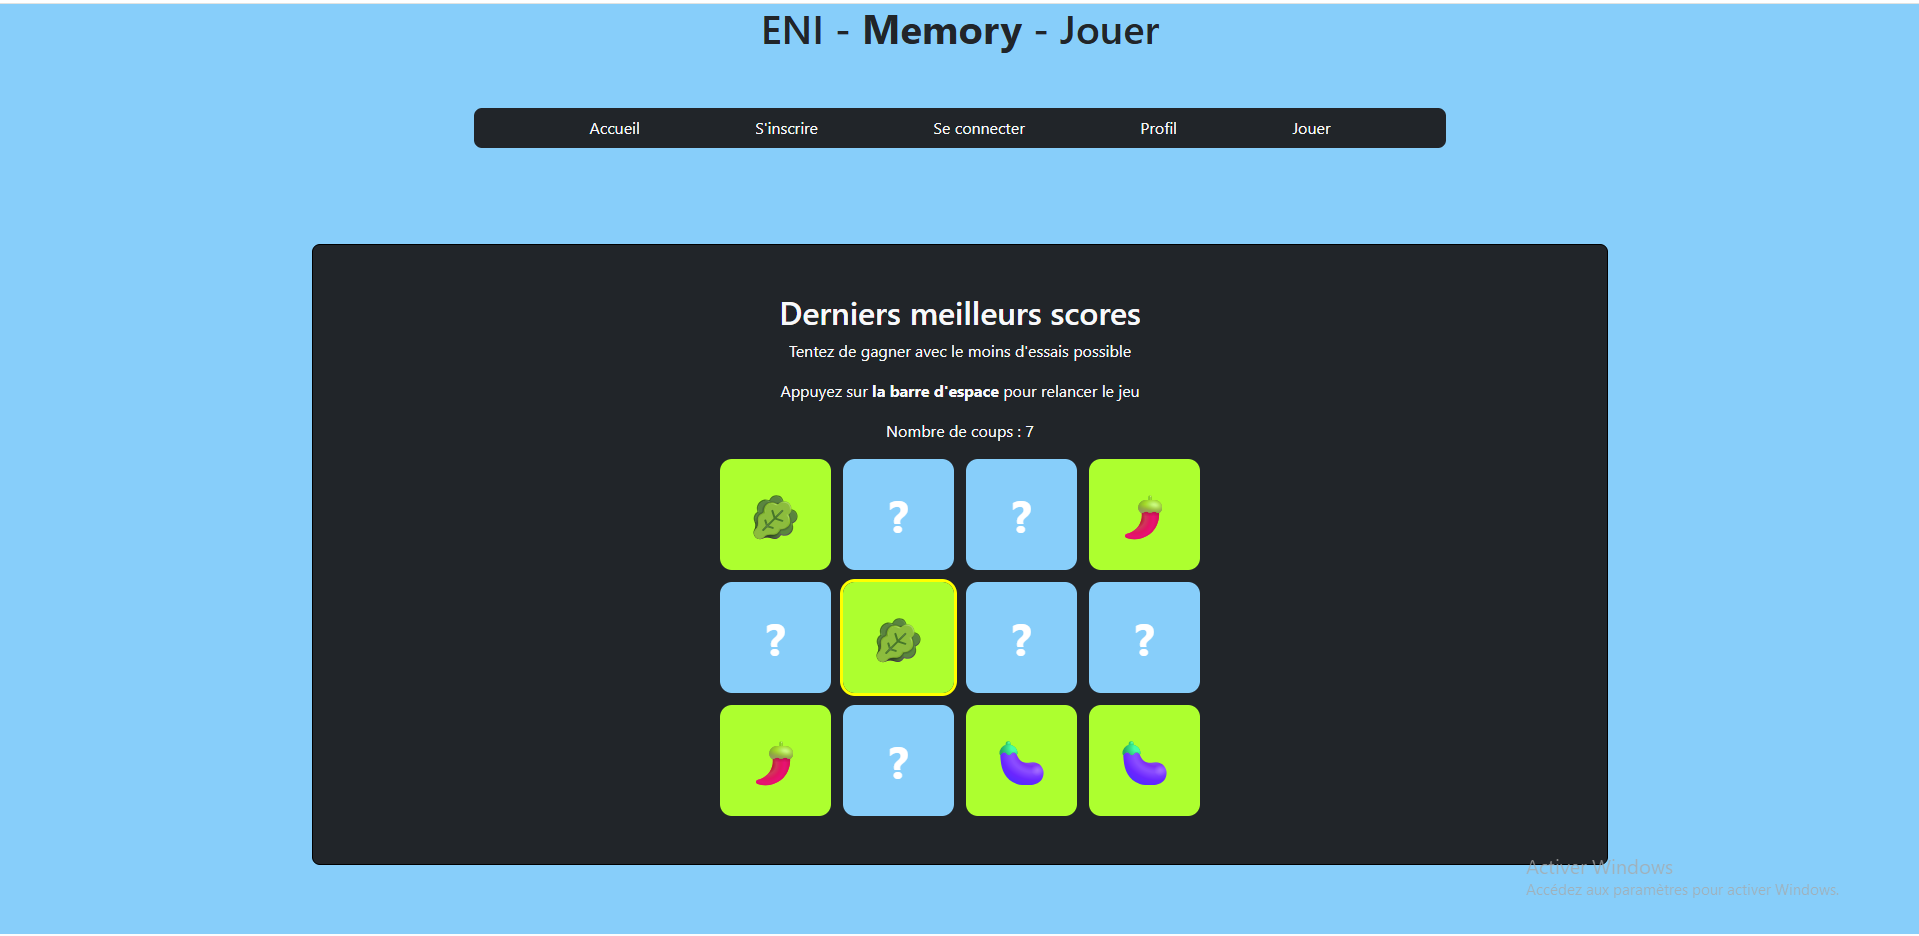 ENI - Memory - Jouer
Accueil S'inscrire Se connecter Profil Jouer
Derniers meilleurs scores
Tentez de gagner avec le moins d'essais possible
Appuyez sur la barre d'espace pour relancer le jeu
Nombre de coups : 7
? ?
? ? ?
?
Activer Windows
Accédez aux paramètres pour activer Windows.